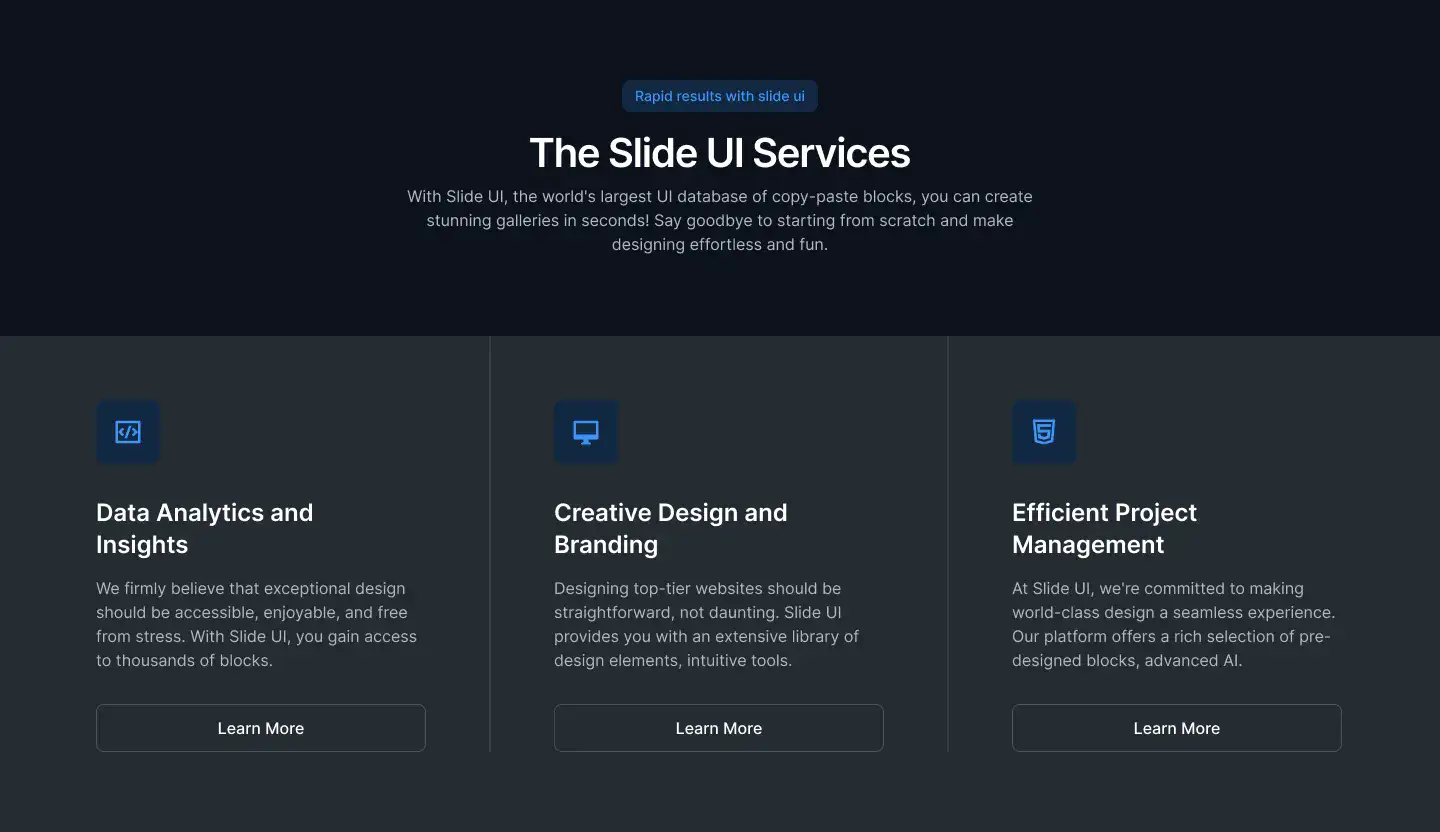 Rapid results with slide ui
The Slide UI Services
With Slide UI, the world's largest UI database of copy-paste blocks, you can create
stunning galleries in seconds! Say goodbye to starting from scratch and make
designing effortless and fun.
Data Analytics and
Insights
We firmly believe that exceptional design
should be accessible, enjoyable, and free
from stress. With Slide UI, you gain access
to thousands of blocks.
Learn More
Creative Design and
Branding
Designing top-tier websites should be
straightforward, not daunting. Slide UI
provides you with an extensive library of
design elements, intuitive tools.
Learn More
Efficient Project
Management
At Slide UI, we're committed to making
world-class design a seamless experience.
Our platform offers a rich selection of pre-
designed blocks, advanced AI.
Learn More